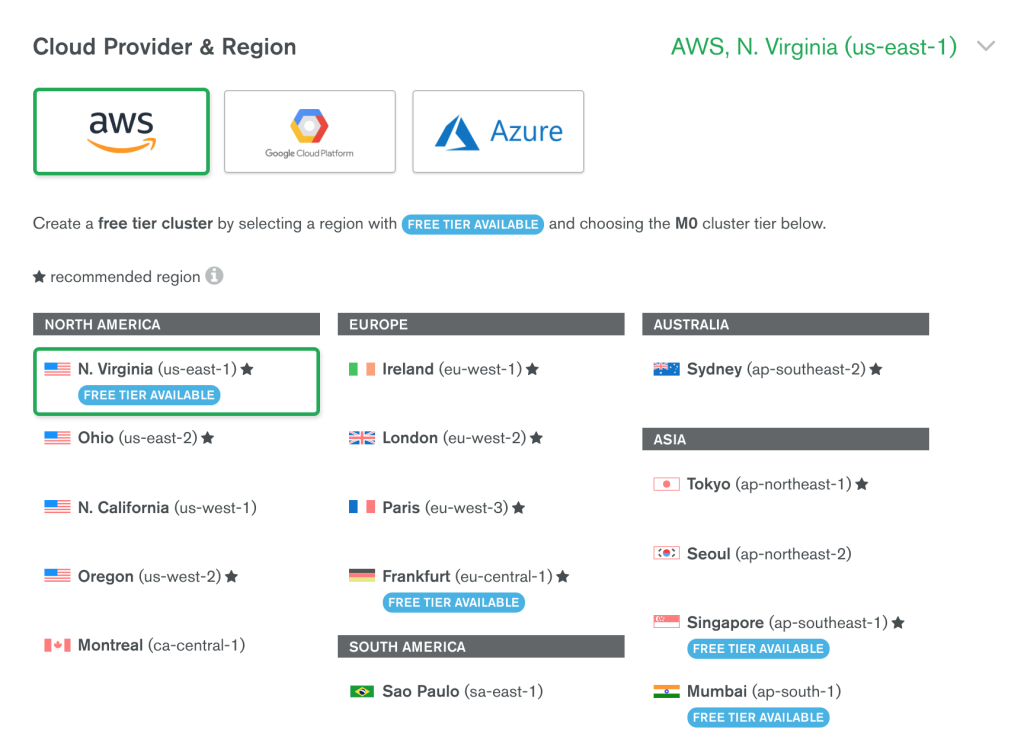 Cloud Provider & Region
AWS, N. Virginia (us-east-1)
aws
Google Cloud Platform
Azure
Create a free tier cluster by selecting a region with FREE TIER AVAILABLE and choosing the M0 cluster tier below.
★ recommended region i
NORTH AMERICA
N. Virginia (us-east-1) ★
FREE TIER AVAILABLE
Ohio (us-east-2) ★
N. California (us-west-1)
Oregon (us-west-2) ★
Montreal (ca-central-1)
EUROPE
Ireland (eu-west-1) ★
London (eu-west-2) ★
Paris (eu-west-3) ★
Frankfurt (eu-central-1) ★
FREE TIER AVAILABLE
SOUTH AMERICA
Sao Paulo (sa-east-1)
AUSTRALIA
Sydney (ap-southeast-2) ★
ASIA
Tokyo (ap-northeast-1) ★
Seoul (ap-northeast-2)
Singapore (ap-southeast-1) ★
FREE TIER AVAILABLE
Mumbai (ap-south-1)
FREE TIER AVAILABLE